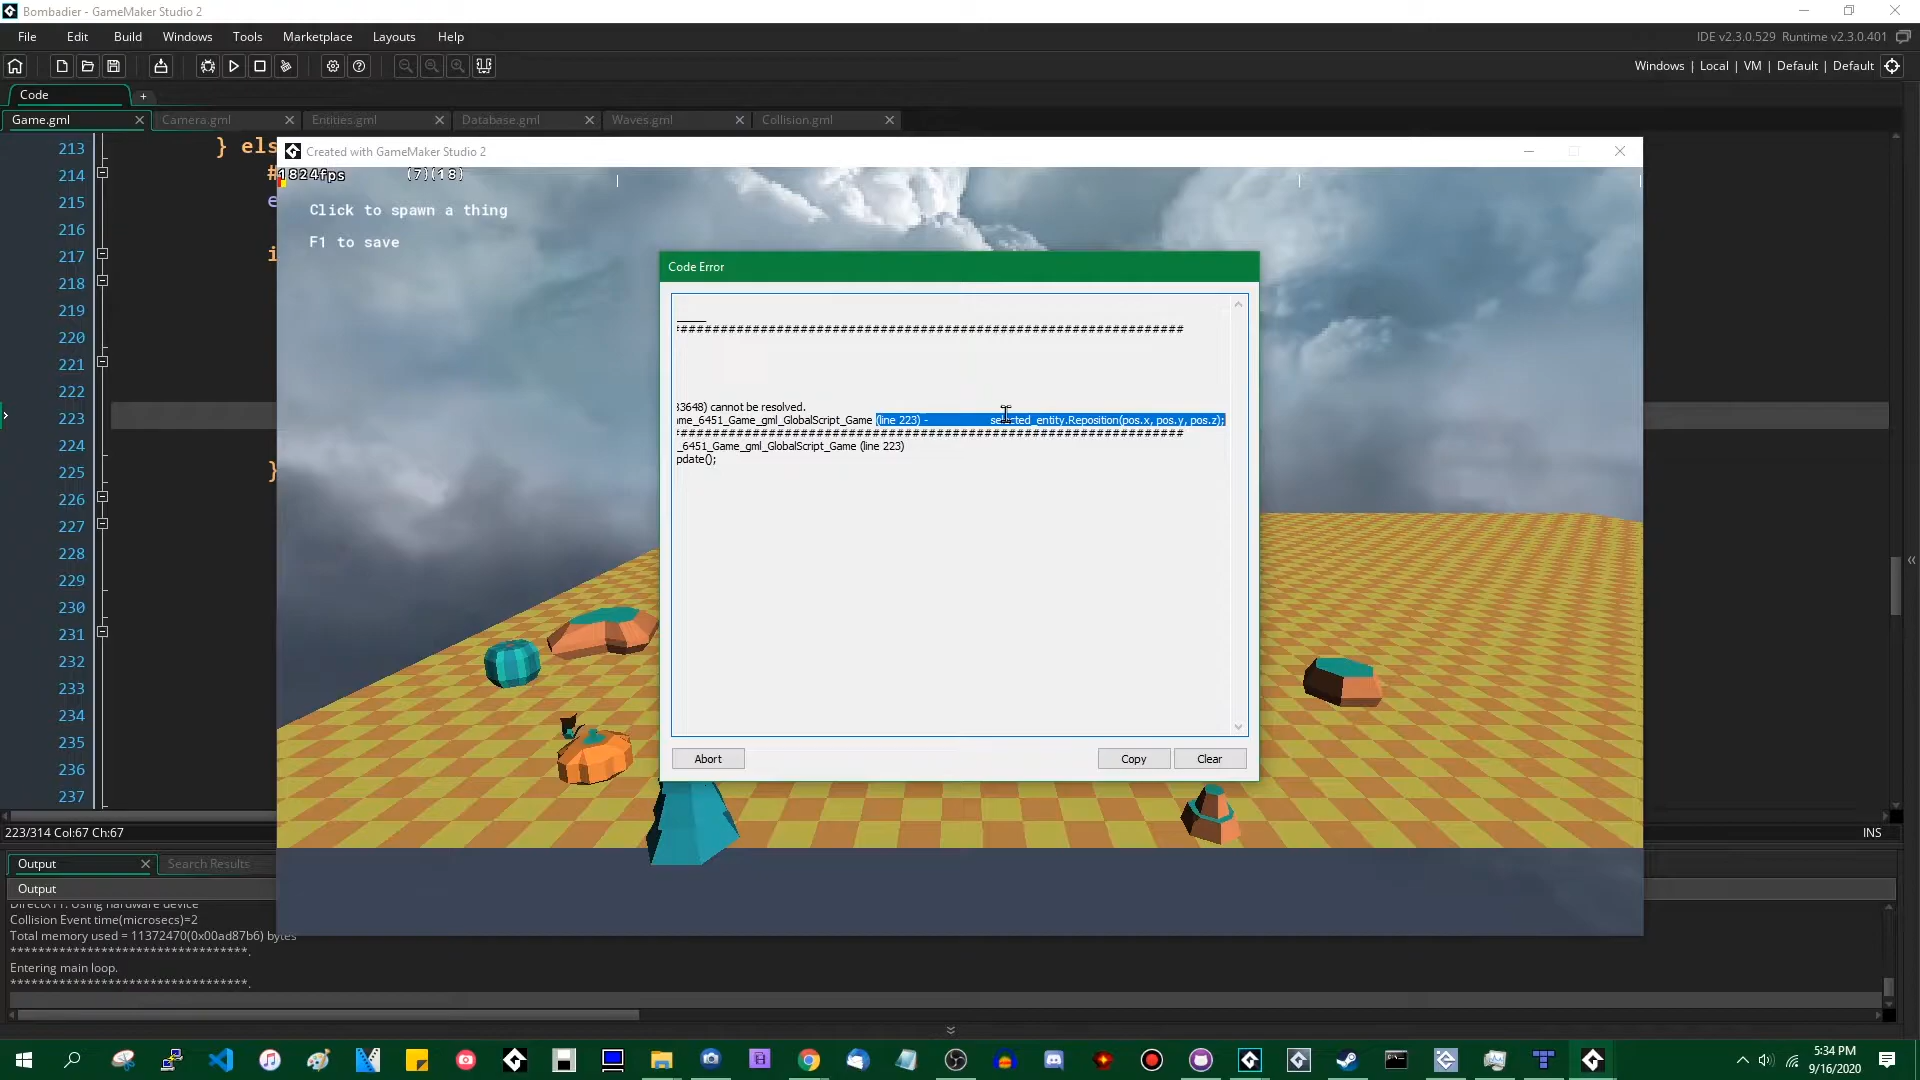 Bombadier - GameMaker Studio 2
File Edit Build Windows Tools Marketplace Layouts Help
IDE v2.3.0.529 Runtime v2.3.0.401
Windows | Local | VM | Default | Default
Code
Game.gml Camera.gml Entities.gml Database.gml Waves.gml Collision.gml
213 } els
214 #
215 e
216
217 i
218
219
220
221
222
223
224
225 }
226
227
228
229
230
231
232
233
234
235
236
237
Created with GameMaker Studio 2
1824fps (7)(18)
Click to spawn a thing
F1 to save
Code Error
############################################################
33648) cannot be resolved.
ame_6451_Game_gml_GlobalScript_Game (line 223) - selected_entity.Reposition(pos.x, pos.y, pos.z);
############################################################
_6451_Game_gml_GlobalScript_Game (line 223)
pdate();
Abort Copy Clear
223/314 Col:67 Ch:67
INS
Output Search Results
Output
DirectX11: Using hardware device
Collision Event time(microsecs)=2
Total memory used = 11372470(0x00ad87b6) bytes
**********************************.
Entering main loop.
**********************************.
5:34 PM
9/16/2020